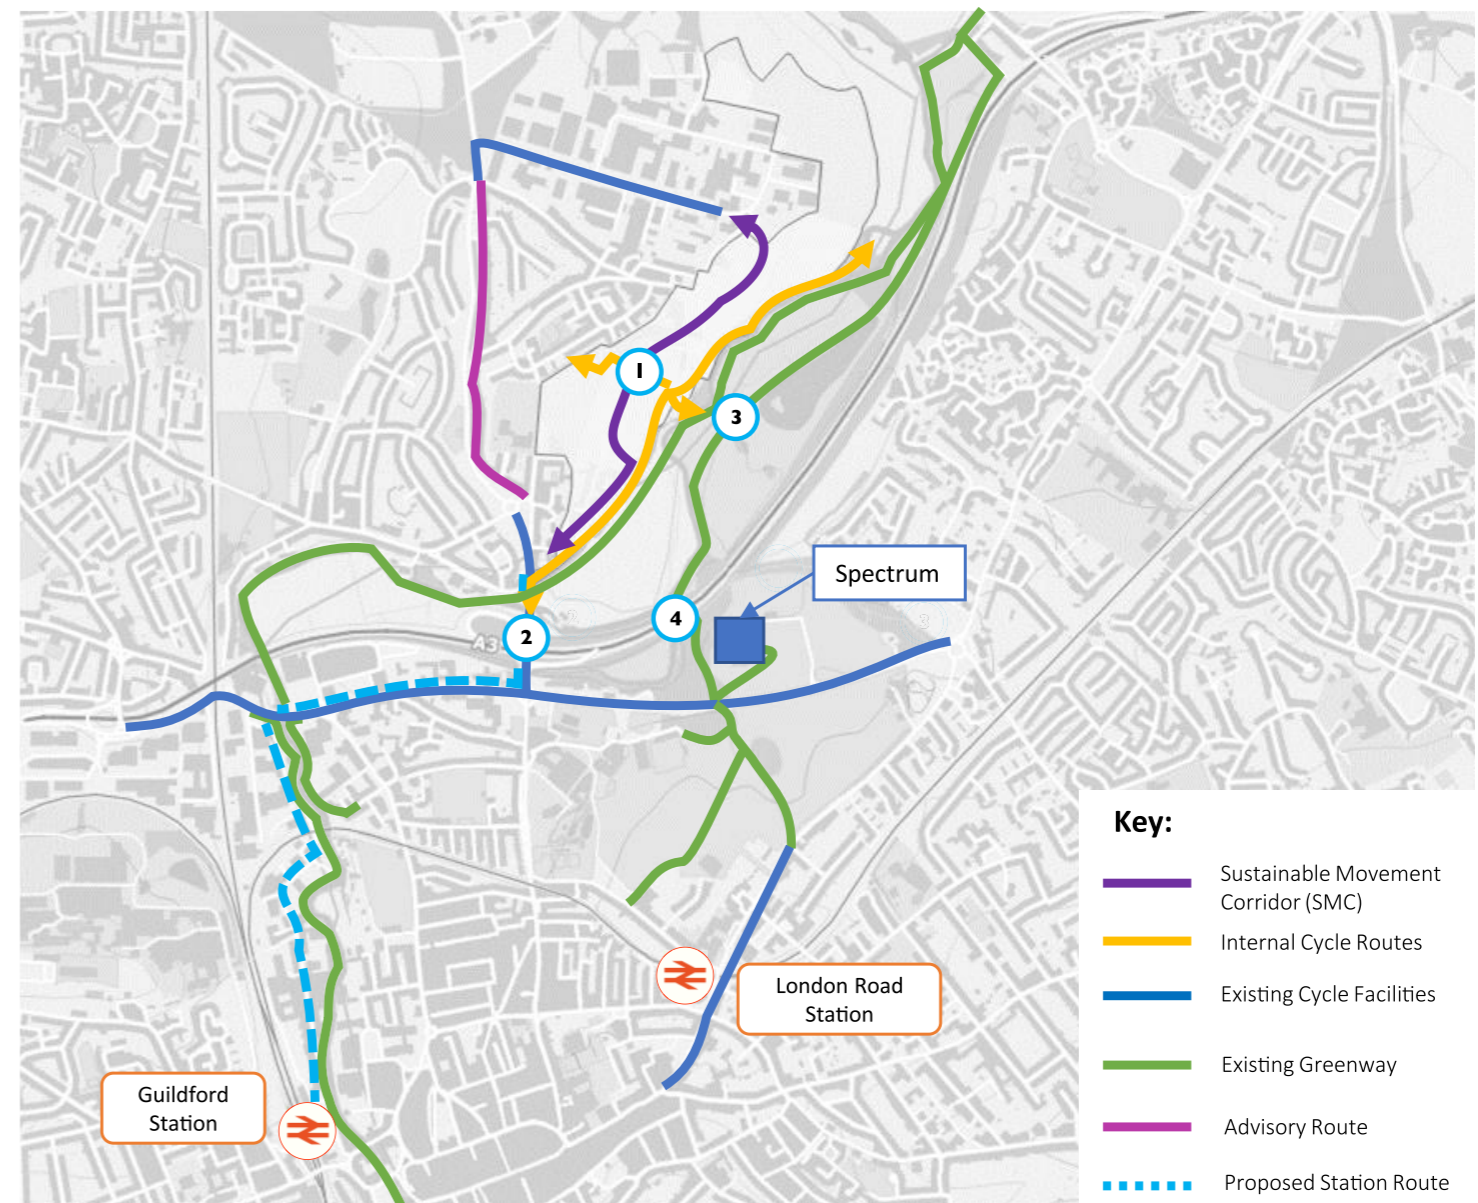 1
3
Spectrum
4
2
A3
Key:
Sustainable Movement
Corridor (SMC)
Internal Cycle Routes
Existing Cycle Facilities
London Road
Station
Existing Greenway
Guildford
Station
Advisory Route
Proposed Station Route